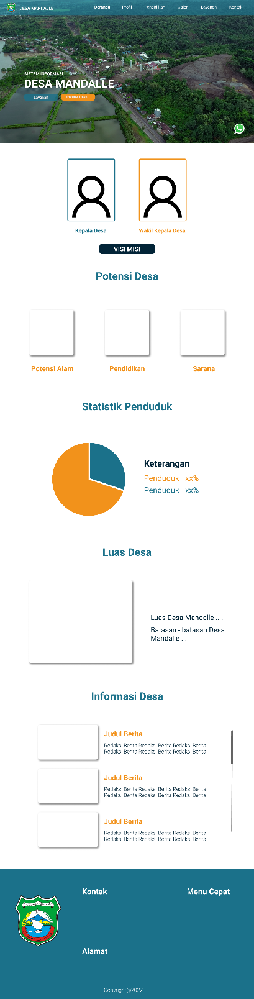 DESA MANDALLE
Beranda Profil Pendidikan Galeri Layanan Kontak
SISTEM INFORMASI
DESA MANDALLE
Layanan Potensi Desa
Kepala Desa Wakil Kepala Desa
VISI MISI
Potensi Desa
Potensi Alam Pendidikan Sarana
Statistik Penduduk
Keterangan
Penduduk xx%
Penduduk xx%
Luas Desa
Luas Desa Mandalle ....
Batasan - batasan Desa
Mandalle ...
Informasi Desa
Judul Berita
Redaksi Berita Redaksi Berita Redaksi Berita
Redaksi Berita Redaksi Berita Redaksi Berita
Judul Berita
Redaksi Berita Redaksi Berita Redaksi Berita
Redaksi Berita Redaksi Berita Redaksi Berita
Judul Berita
Redaksi Berita Redaksi Berita Redaksi Berita
Redaksi Berita Redaksi Berita Redaksi Berita
Kontak Menu Cepat
Alamat
Copyright@2022